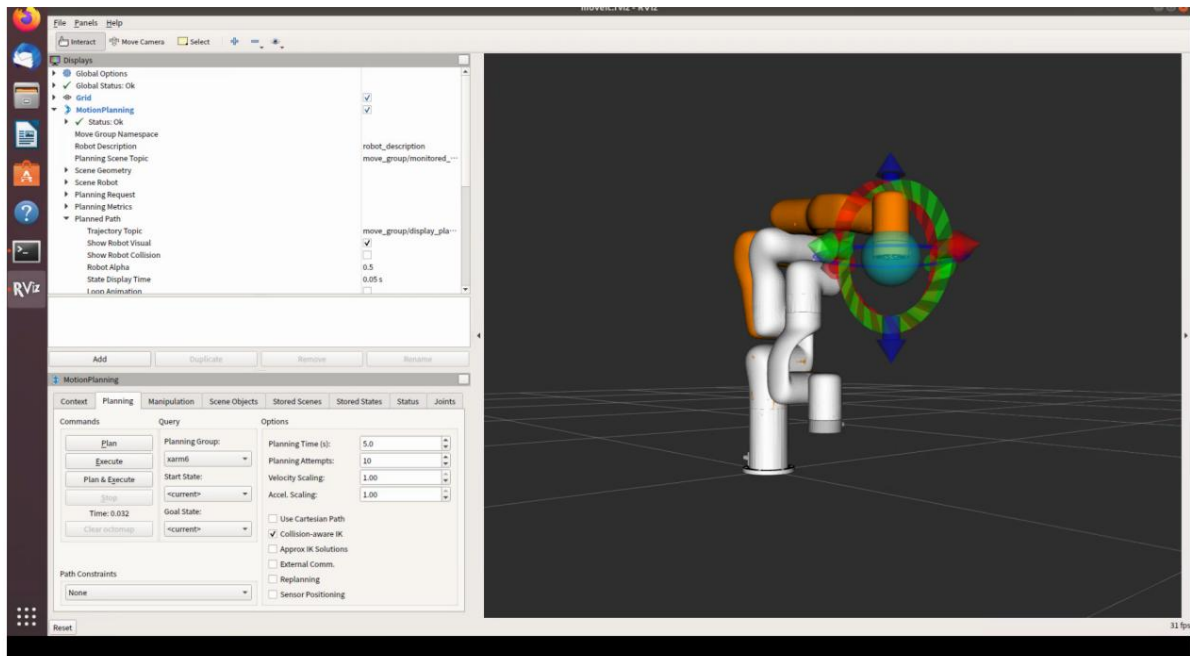 moveit.rviz - RViz
File Panels Help
Interact Move Camera Select
Displays
Global Options
Global Status: Ok
Grid
MotionPlanning
Status: Ok
Move Group Namespace
Robot Description robot_description
Planning Scene Topic move_group/monitored_···
Scene Geometry
Scene Robot
Planning Request
Planning Metrics
Planned Path
Trajectory Topic move_group/display_pla···
Show Robot Visual
Show Robot Collision
Robot Alpha 0.5
State Display Time 0.05 s
Loop Animation
Add Duplicate Remove Rename
MotionPlanning
Context Planning Manipulation Scene Objects Stored Scenes Stored States Status Joints
Commands Query Options
Plan Planning Group: Planning Time (s): 5.0
Execute xarm6 Planning Attempts: 10
Plan & Execute Start State: Velocity Scaling: 1.00
Stop <current> Accel. Scaling: 1.00
Time: 0.032 Goal State: Use Cartesian Path
Clear octomap <current> Collision-aware IK
Approx IK Solutions
External Comm.
Path Constraints Replanning
None Sensor Positioning
Reset 31 fps
RViz